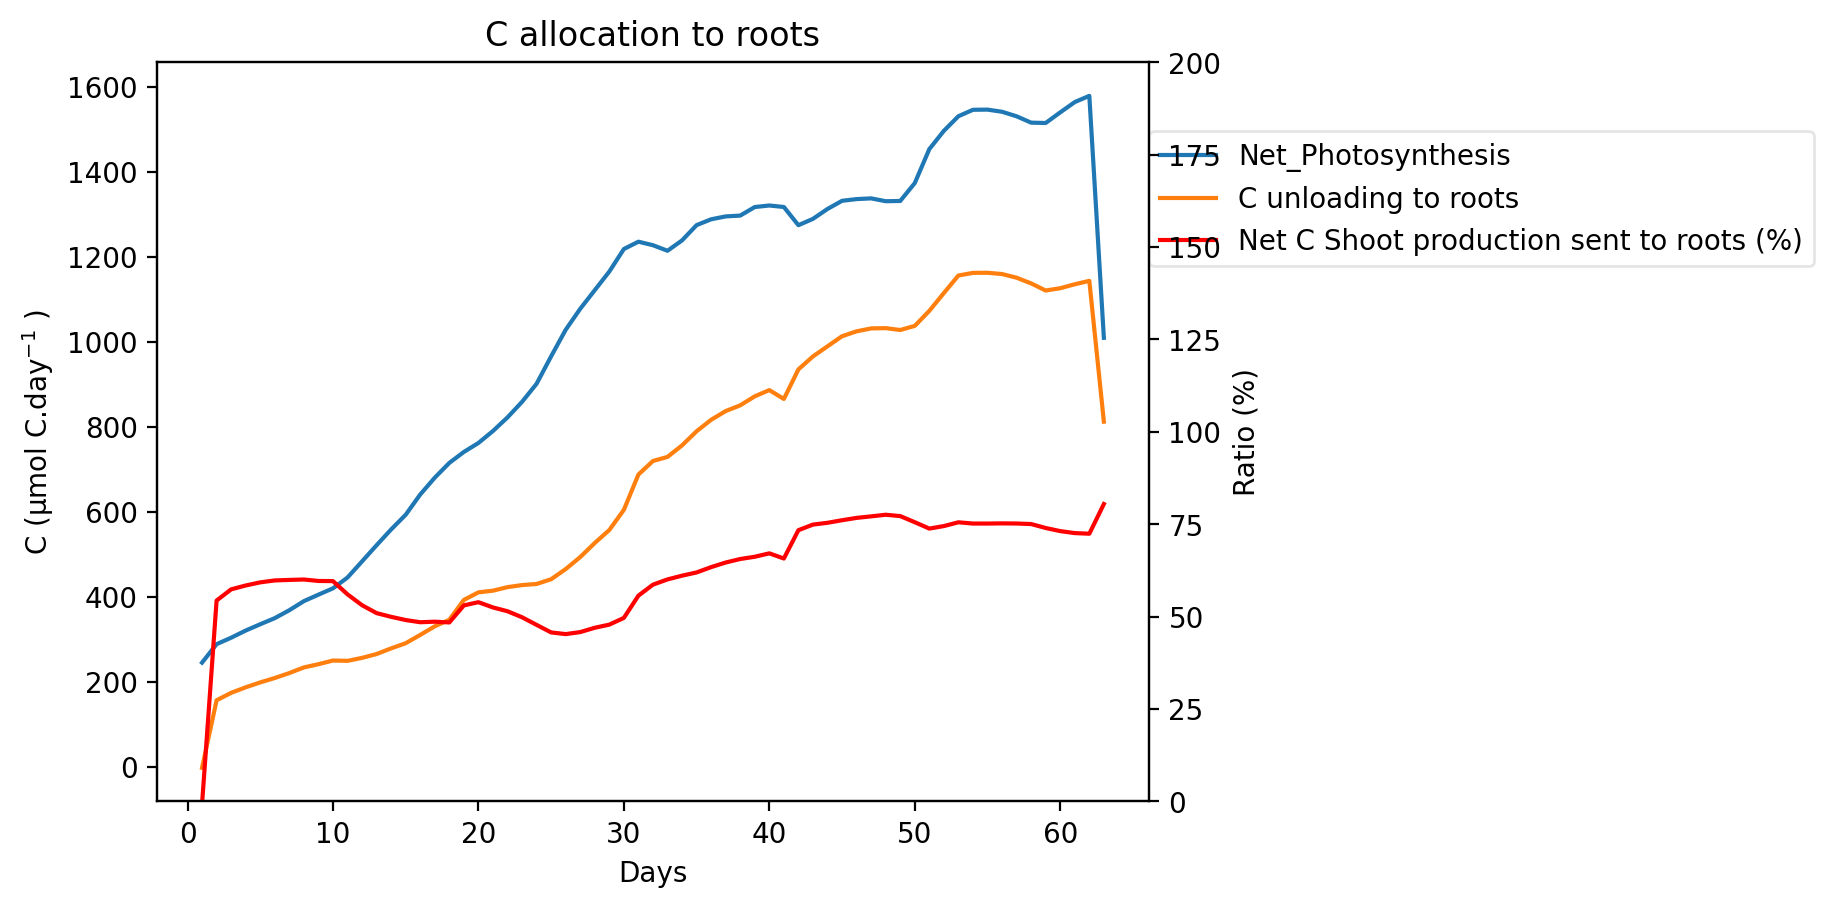 C allocation to roots
C (µmol C.day⁻¹ )
1600
1400
1200
1000
800
600
400
200
0
0 10 20 30 40 50 60
Days
200
175
150
125
100
75
50
25
0
Ratio (%)
Net_Photosynthesis
C unloading to roots
Net C Shoot production sent to roots (%)